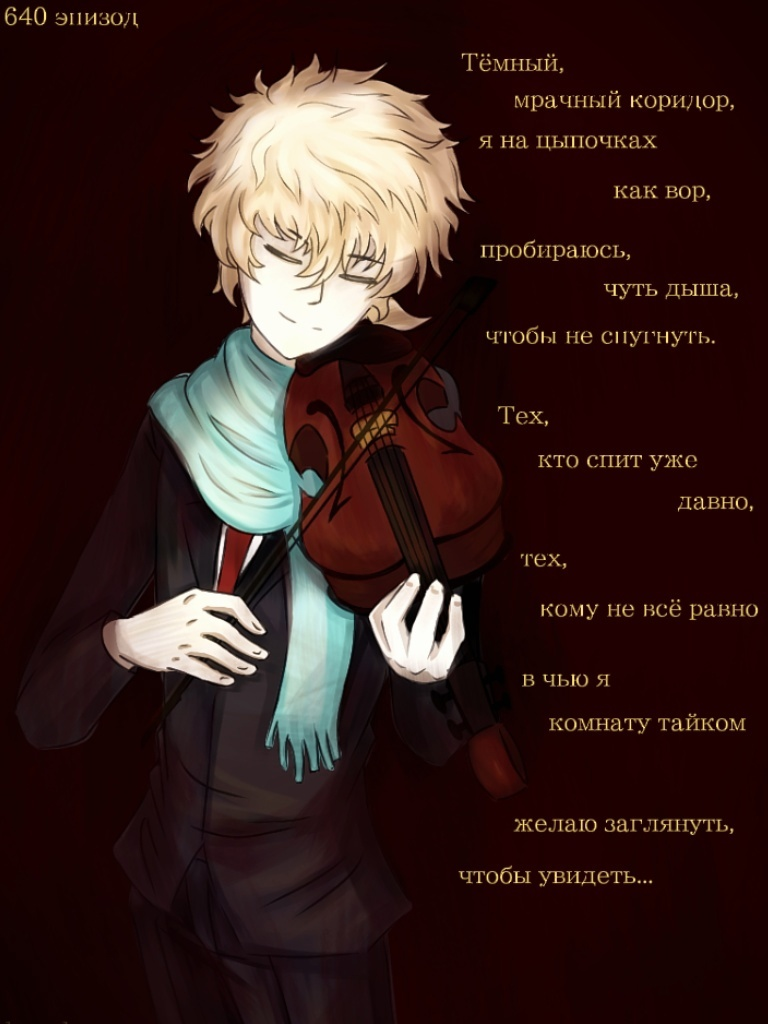 640 эпизод
Тёмный,
мрачный коридор,
я на цыпочках
как вор,
пробираюсь,
чуть дыша,
чтобы не спугнуть.
Тех,
кто спит уже
давно,
тех,
кому не всё равно
в чью я
комнату тайком
желаю заглянуть,
чтобы увидеть...